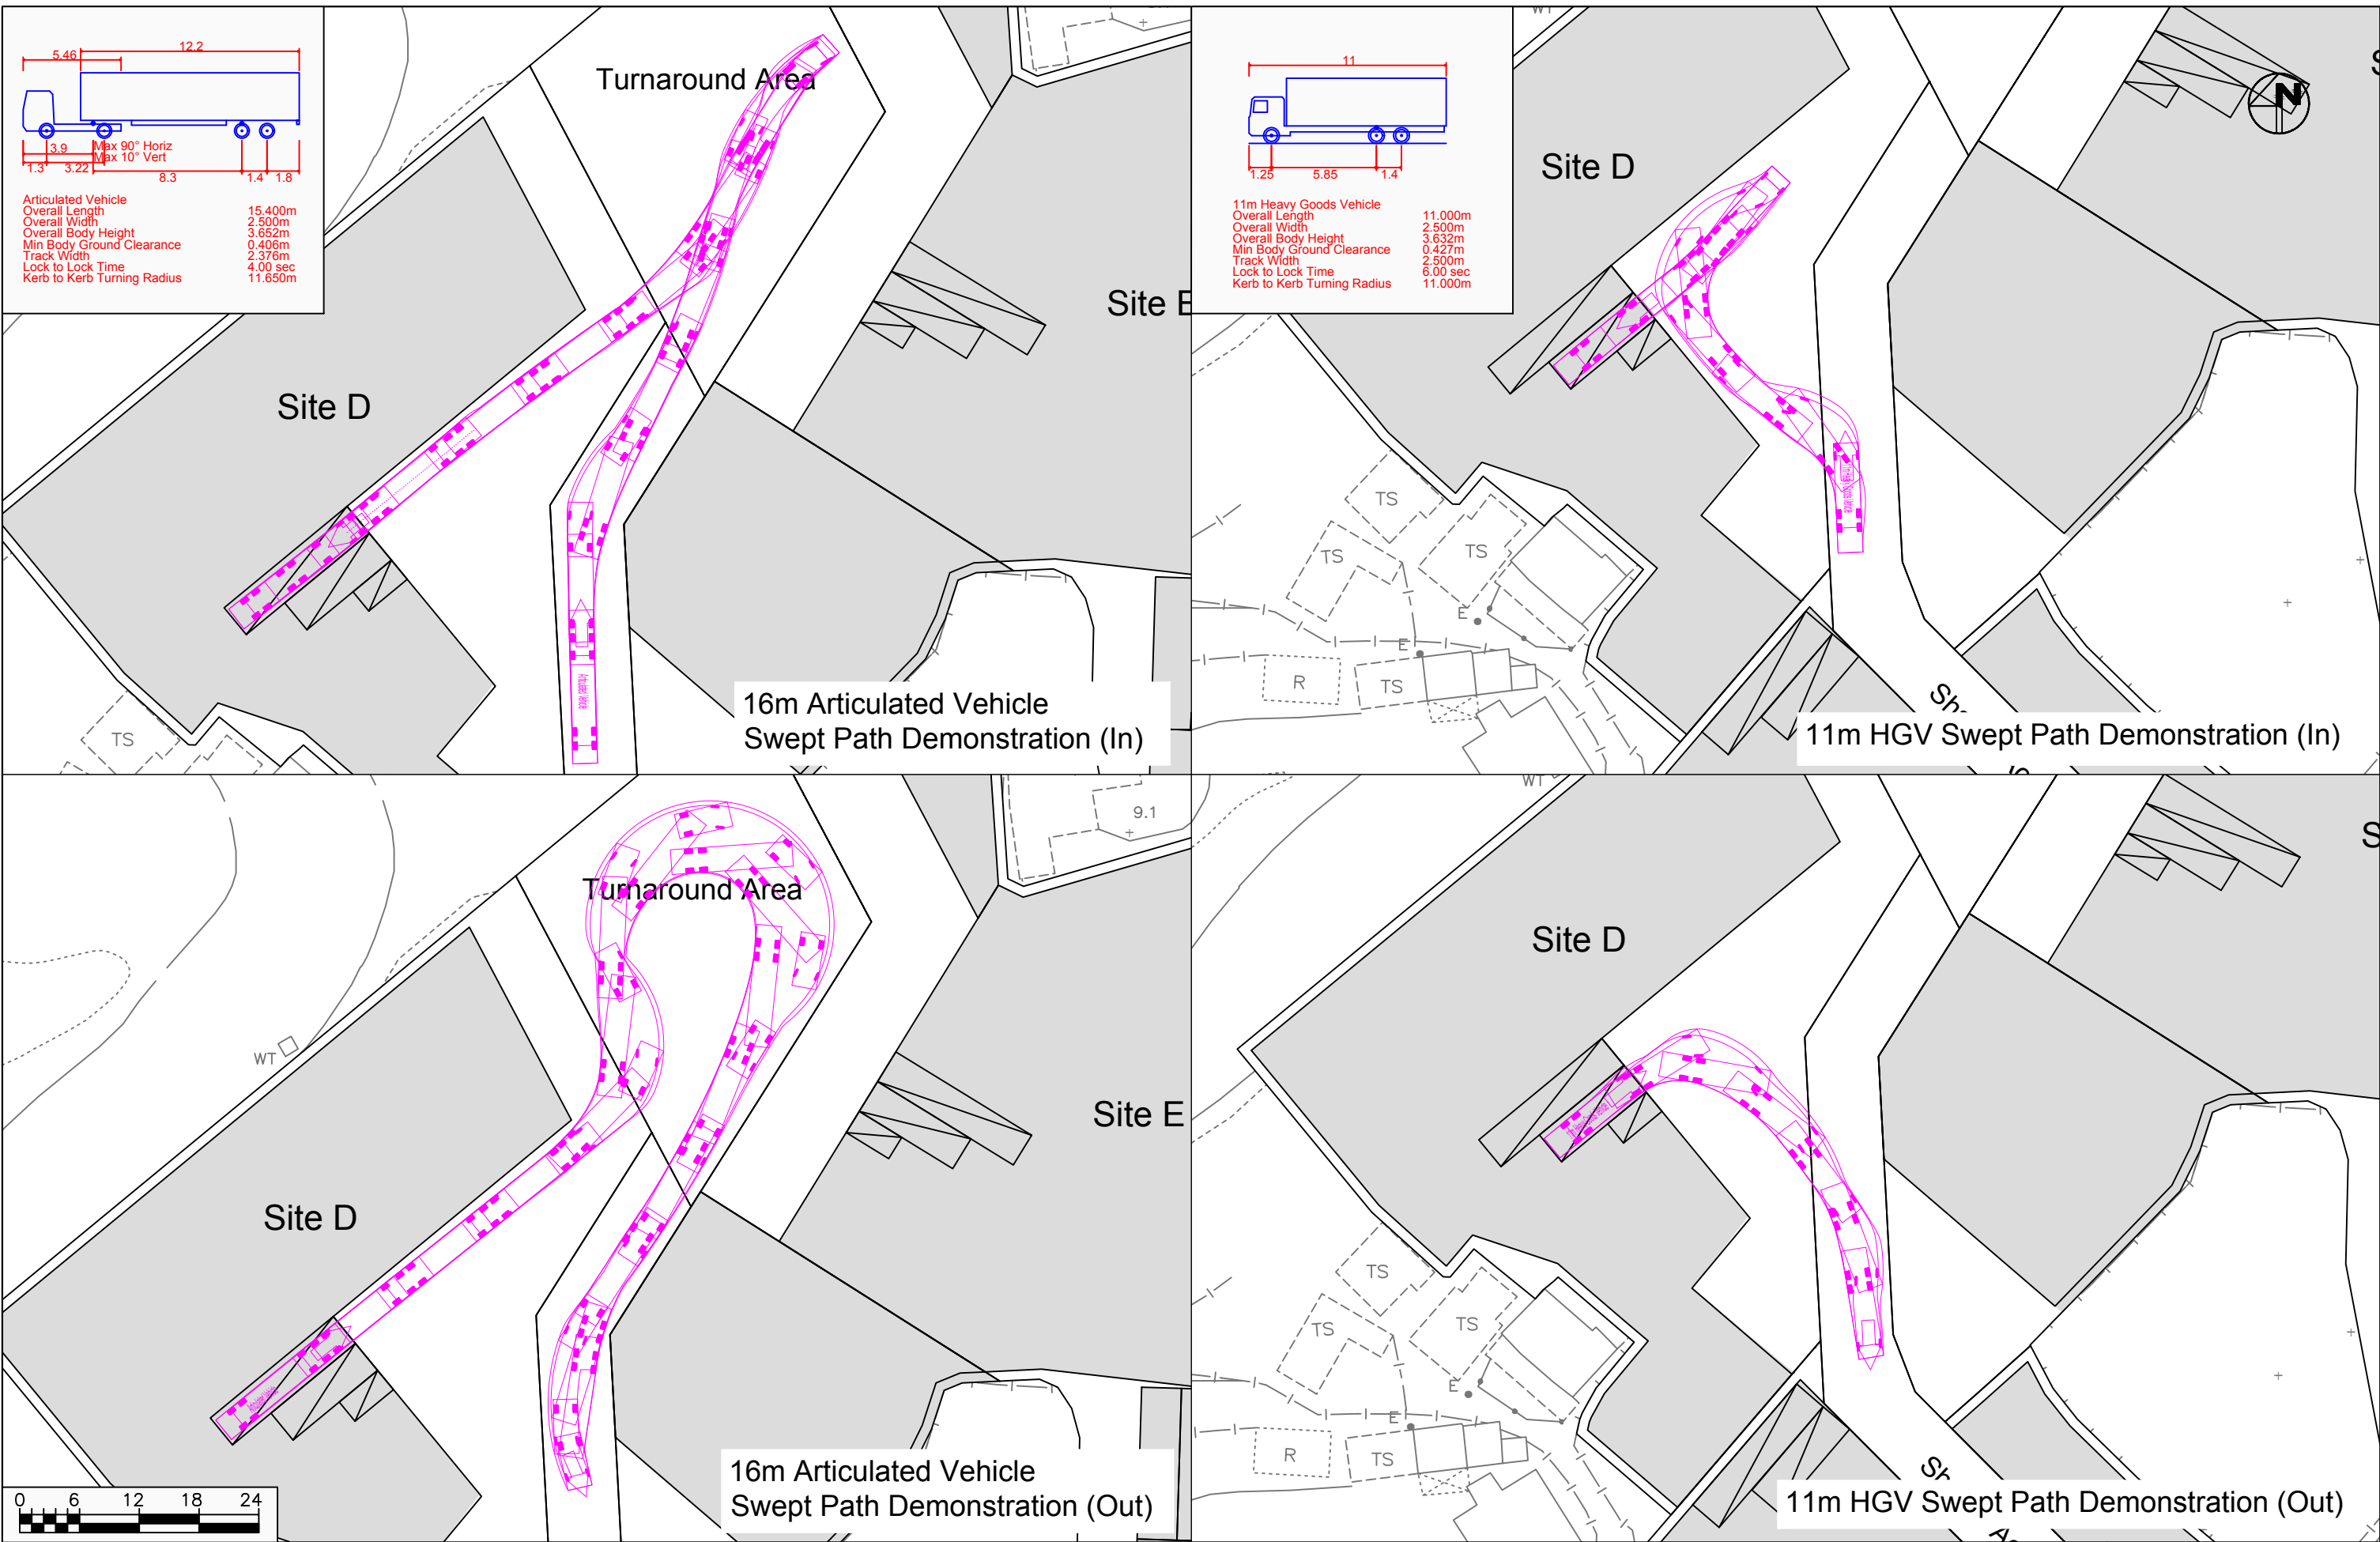 12.2
5.46
3.9
Max 90° Horiz
Max 10° Vert
1.3
3.22
8.3
1.4
1.8
Articulated Vehicle
Overall Length 15.400m
Overall Width 2.500m
Overall Body Height 3.652m
Min Body Ground Clearance 0.406m
Track Width 2.376m
Lock to Lock Time 4.00 sec
Kerb to Kerb Turning Radius 11.650m
Turnaround Area
Site D
Site E
TS
Articulated Vehicle
16m Articulated Vehicle
Swept Path Demonstration (In)
WT
11
1.25
5.85
1.4
11m Heavy Goods Vehicle
Overall Length 11.000m
Overall Width 2.500m
Overall Body Height 3.632m
Min Body Ground Clearance 0.427m
Track Width 2.500m
Lock to Lock Time 6.00 sec
Kerb to Kerb Turning Radius 11.000m
Site D
S
N
TS
TS
TS
E
E
R
TS
11m HGV Swept Path Demonstration (In)
9.1
Turnaround Area
WT
Site D
Site E
0 6 12 18 24
16m Articulated Vehicle
Swept Path Demonstration (Out)
WT
Site D
S
TS
TS
TS
E
E
R
TS
11m HGV Swept Path Demonstration (Out)